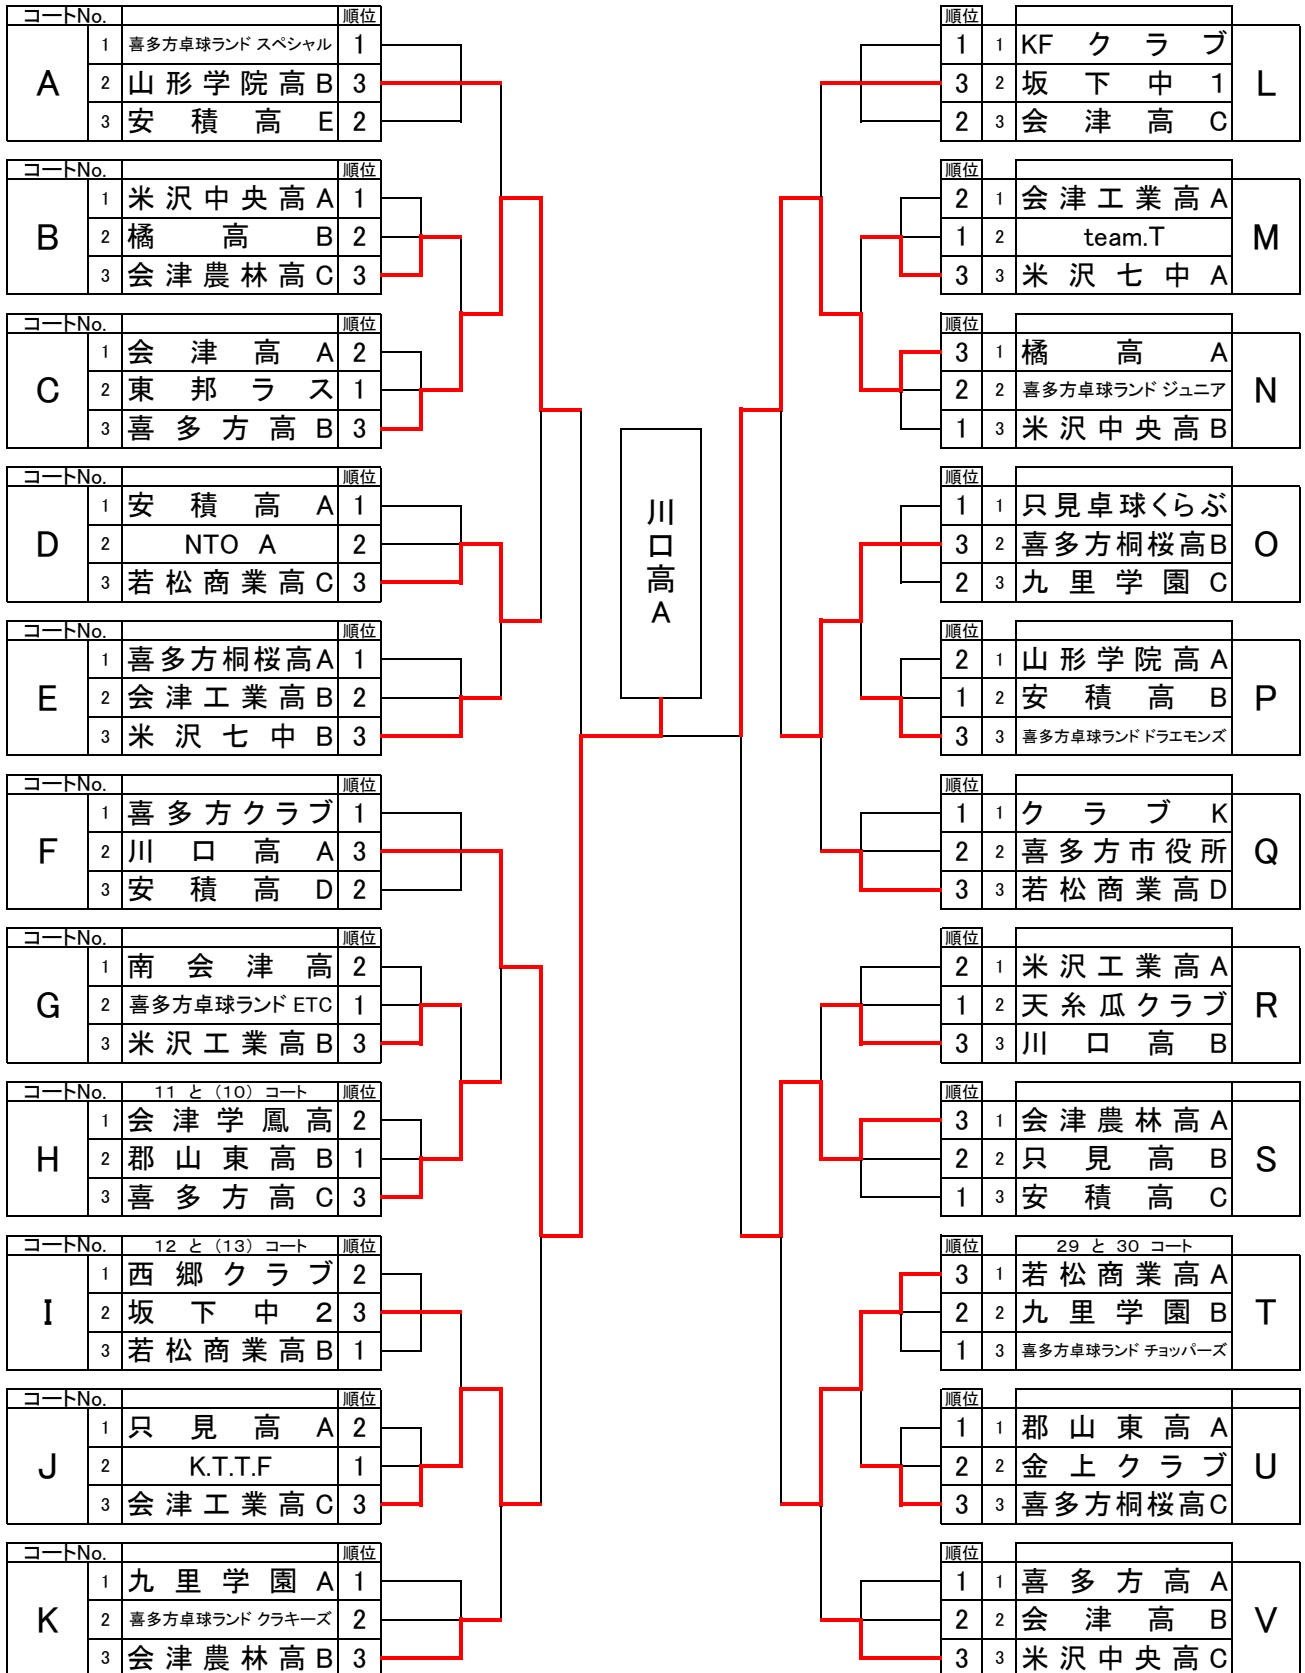 コートNo. 順位
A
1 喜多方卓球ランド スペシャル 1
2 山形学院高B 3
3 安積高E 2
コートNo. 順位
B
1 米沢中央高A 1
2 橘高B 2
3 会津農林高C 3
コートNo. 順位
C
1 会津高A 2
2 東邦ラス 1
3 喜多方高B 3
コートNo. 順位
D
1 安積高A 1
2 NTO A 2
3 若松商業高C 3
コートNo. 順位
E
1 喜多方桐桜高A 1
2 会津工業高B 2
3 米沢七中B 3
コートNo. 順位
F
1 喜多方クラブ 1
2 川口高A 3
3 安積高D 2
コートNo. 順位
G
1 南会津高 2
2 喜多方卓球ランド ETC 1
3 米沢工業高B 3
コートNo. 11 と (10) コート 順位
H
1 会津学鳳高 2
2 郡山東高B 1
3 喜多方高C 3
コートNo. 12 と (13) コート 順位
I
1 西郷クラブ 2
2 坂下中2 3
3 若松商業高B 1
コートNo. 順位
J
1 只見高A 2
2 K.T.T.F 1
3 会津工業高C 3
コートNo. 順位
K
1 九里学園A 1
2 喜多方卓球ランド クラキーズ 2
3 会津農林高B 3
川口高A
順位
L
1 1 KFクラブ
3 2 坂下中1
2 3 会津高C
順位
M
2 1 会津工業高A
1 2 team.T
3 3 米沢七中A
順位
N
3 1 橘高A
2 2 喜多方卓球ランド ジュニア
1 3 米沢中央高B
順位
O
1 1 只見卓球くらぶ
3 2 喜多方桐桜高B
2 3 九里学園C
順位
P
2 1 山形学院高A
1 2 安積高B
3 3 喜多方卓球ランド ドラエモンズ
順位
Q
1 1 クラブK
2 2 喜多方市役所
3 3 若松商業高D
順位
R
2 1 米沢工業高A
1 2 天糸瓜クラブ
3 3 川口高B
順位
S
3 1 会津農林高A
2 2 只見高B
1 3 安積高C
順位 29 と 30 コート
T
3 1 若松商業高A
2 2 九里学園B
1 3 喜多方卓球ランド チョッパーズ
順位
U
1 1 郡山東高A
2 2 金上クラブ
3 3 喜多方桐桜高C
順位
V
1 1 喜多方高A
2 2 会津高B
3 3 米沢中央高C